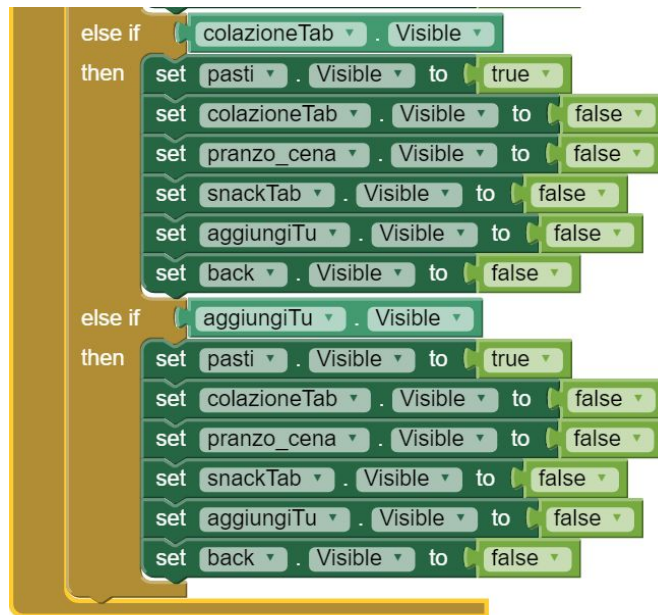 else if colazioneTab . Visible
then set pasti . Visible to true
set colazioneTab . Visible to false
set pranzo_cena . Visible to false
set snackTab . Visible to false
set aggiungiTu . Visible to false
set back . Visible to false
else if aggiungiTu . Visible
then set pasti . Visible to true
set colazioneTab . Visible to false
set pranzo_cena . Visible to false
set snackTab . Visible to false
set aggiungiTu . Visible to false
set back . Visible to false